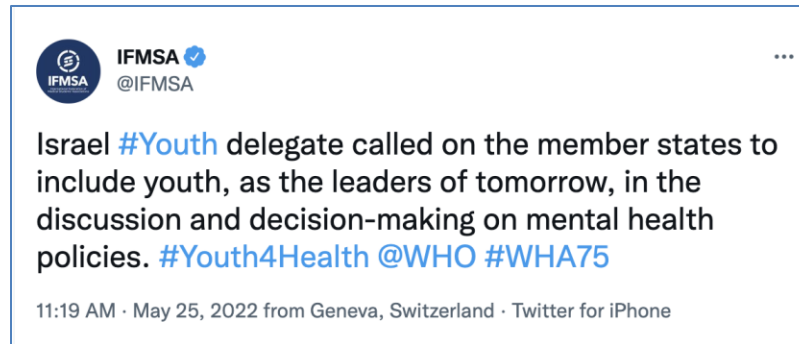 IFMSA
@IFMSA
IFMSA
Israel #Youth delegate called on the member states to
include youth, as the leaders of tomorrow, in the
discussion and decision-making on mental health
policies. #Youth4Health @WHO #WHA75
11:19 AM · May 25, 2022 from Geneva, Switzerland · Twitter for iPhone